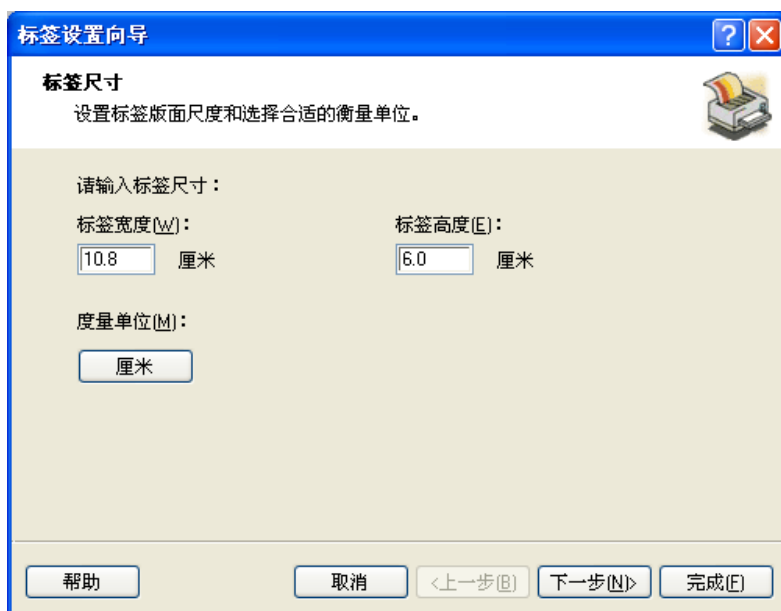 标签设置向导
标签尺寸
设置标签版面尺度和选择合适的衡量单位。
请输入标签尺寸：
标签宽度(W)： 标签高度(E)：
10.8 厘米 6.0 厘米
度量单位(M)：
厘米
帮助 取消 <上一步(B) 下一步(N)> 完成(F)